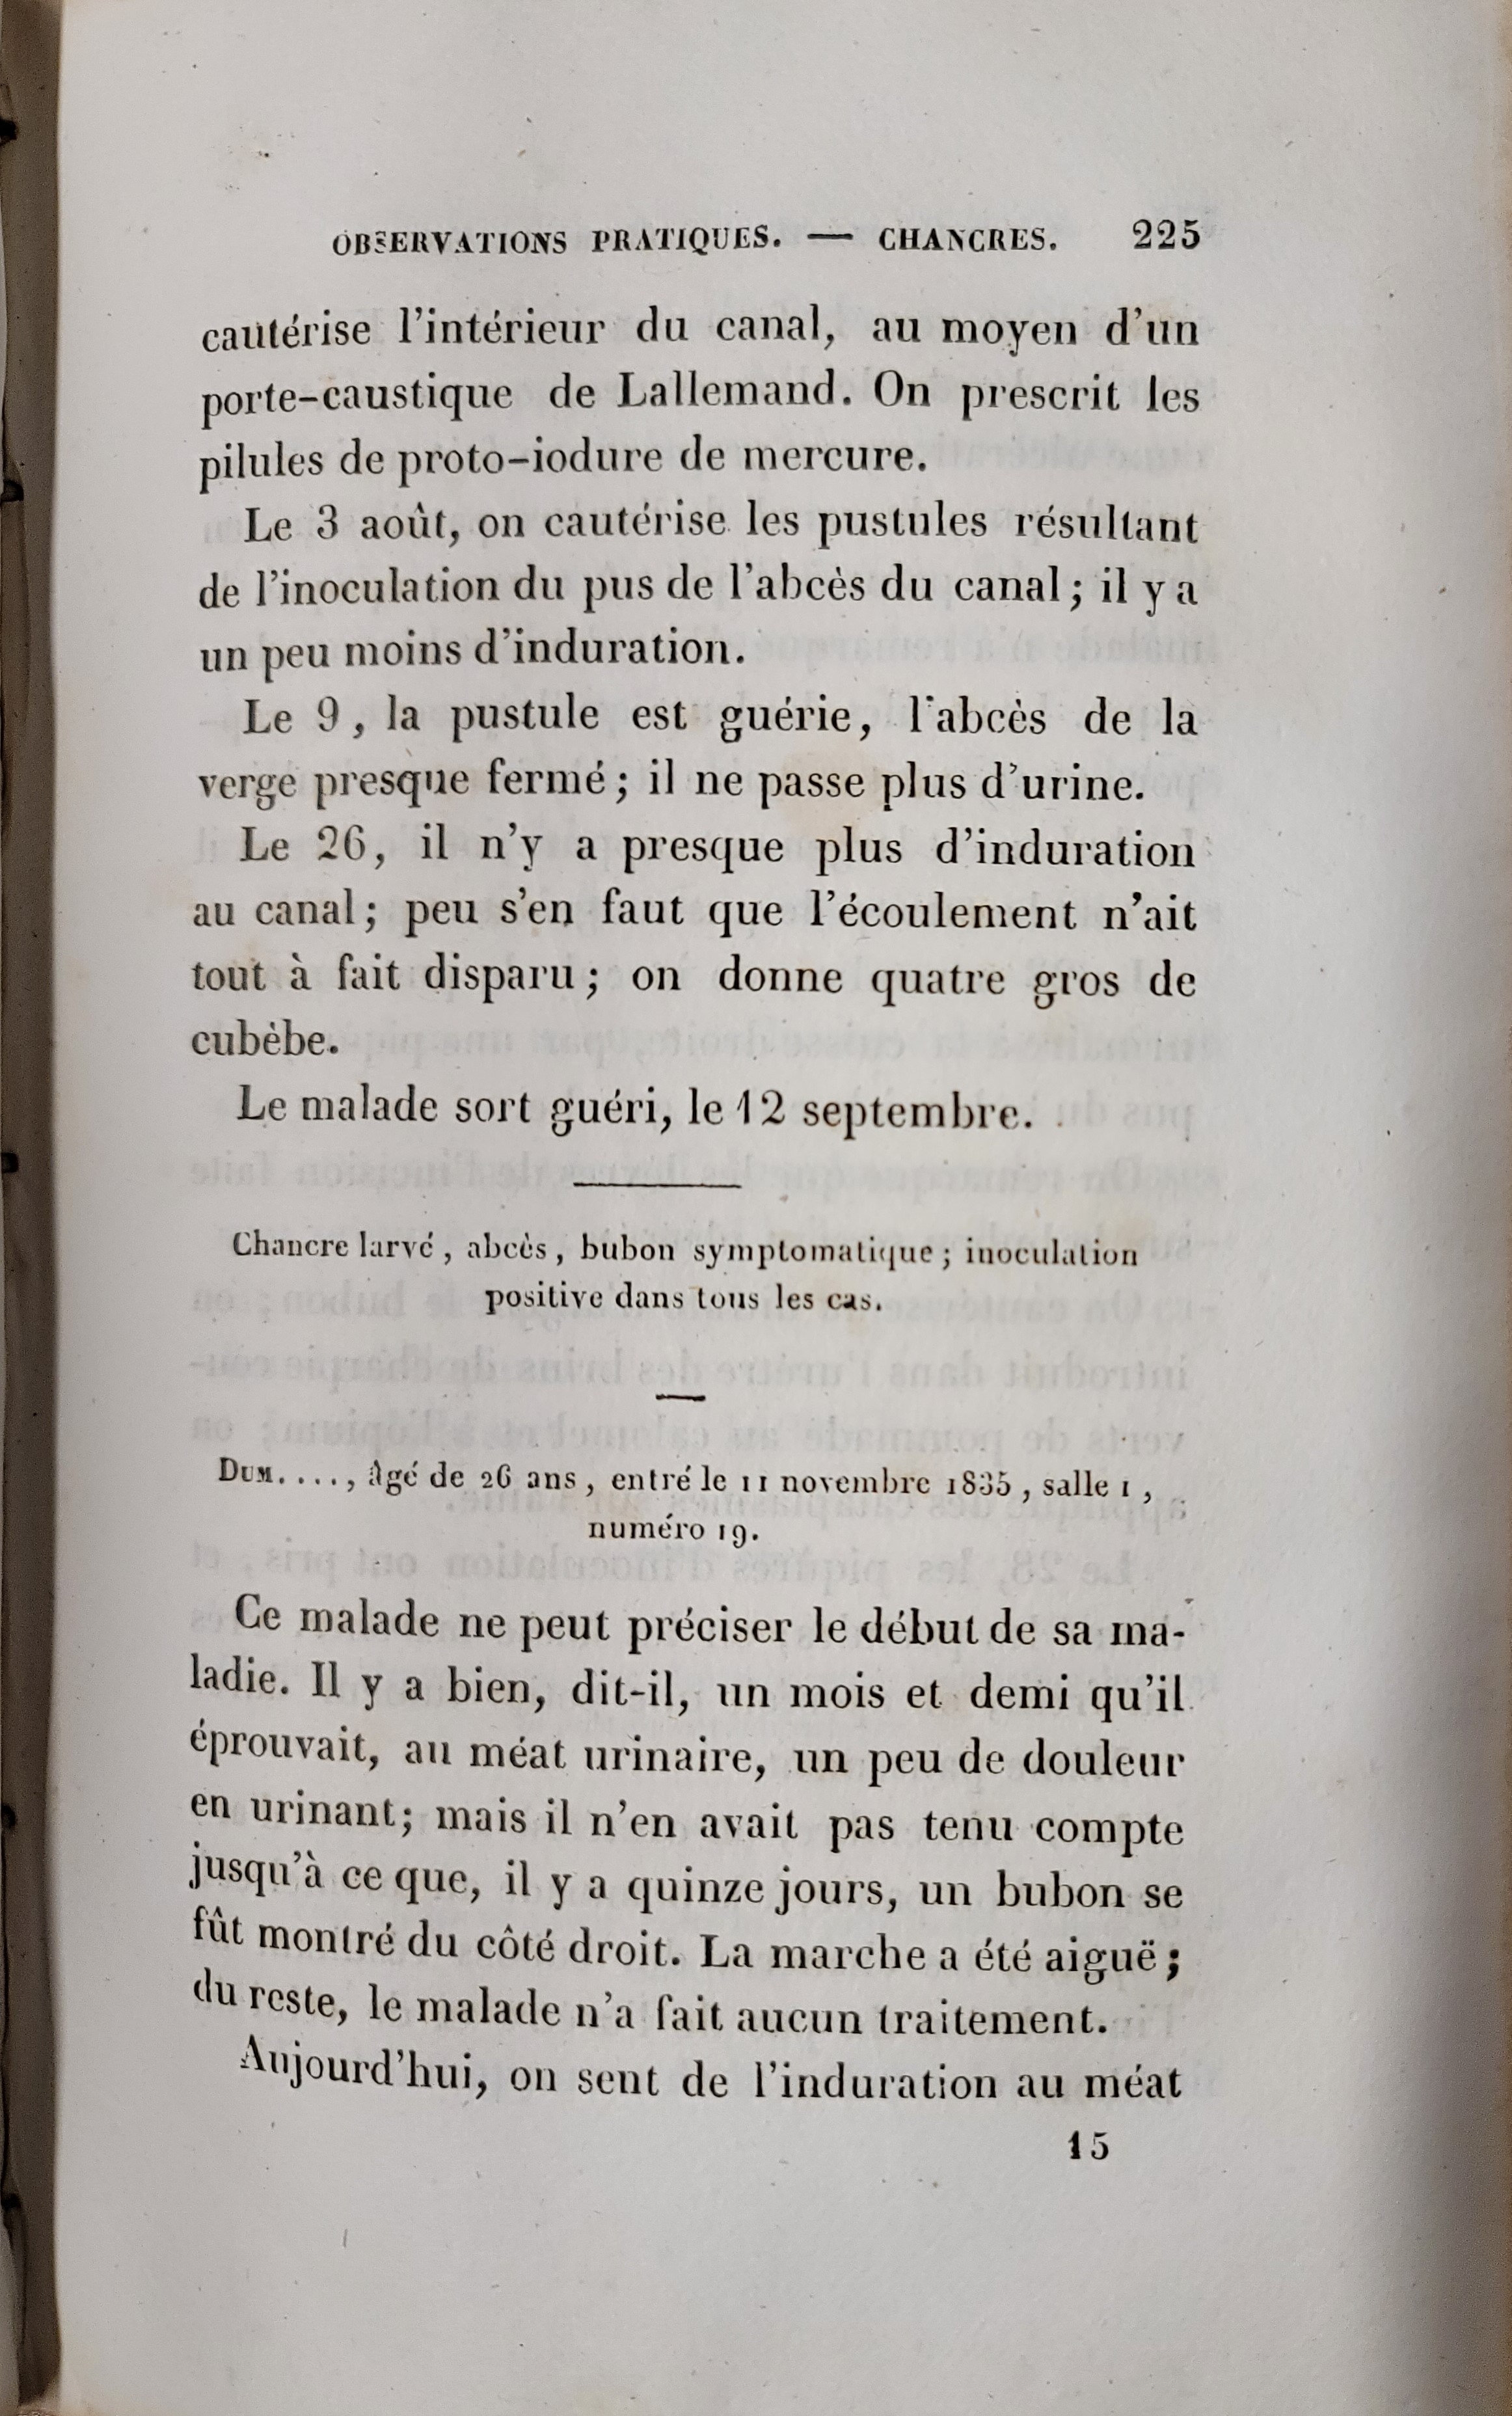 OBSERVATIONS PRATIQUES. — CHANCRES. 225
cautérise l'intérieur du canal, au moyen d'un
porte-caustique de Lallemand. On prescrit les
pilules de proto-iodure de mercure.
Le 3 août, on cautérise les pustules résultant
de l'inoculation du pus de l'abcès du canal; il y a
un peu moins d'induration.
Le 9, la pustule est guérie, l'abcès de la
verge presque fermé; il ne passe plus d'urine.
Le 26, il n'y a presque plus d'induration
au canal; peu s'en faut que l'écoulement n'ait
tout à fait disparu; on donne quatre gros de
cubèbe.
Le malade sort guéri, le 12 septembre.
Chancre larvé, abcès, bubon symptomatique; inoculation
positive dans tous les cas.
DUM...., âgé de 26 ans, entré le 11 novembre 1835, salle 1,
numéro 19.
Ce malade ne peut préciser le début de sa ma-
ladie. Il y a bien, dit-il, un mois et demi qu'il
éprouvait, au méat urinaire, un peu de douleur
en urinant; mais il n'en avait pas tenu compte
jusqu'à ce que, il y a quinze jours, un bubon se
fût montré du côté droit. La marche a été aiguë;
du reste, le malade n'a fait aucun traitement.
Aujourd'hui, on sent de l'induration au méat
15